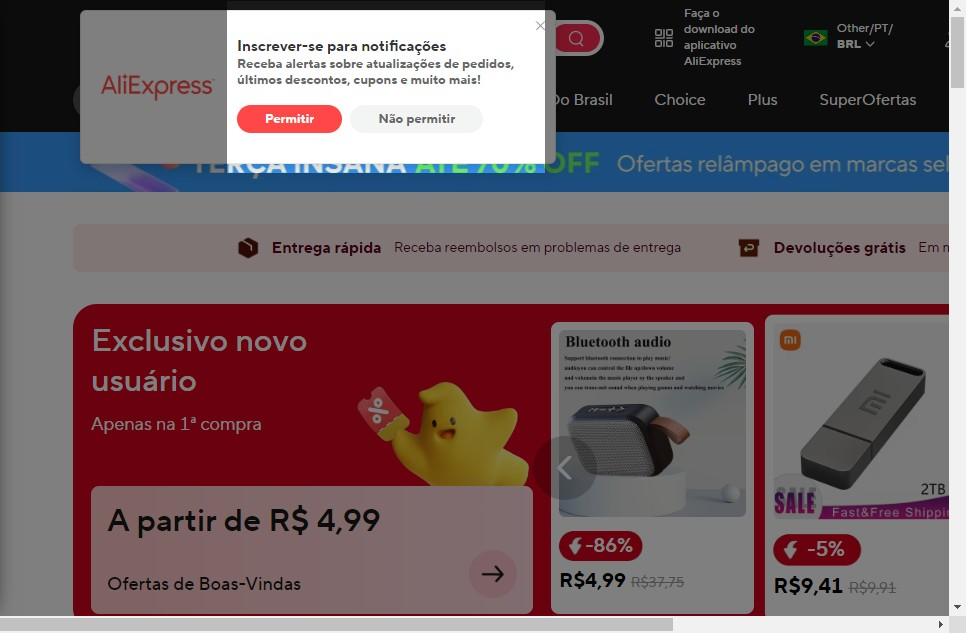 AliExpress
Inscrever-se para notificações
Receba alertas sobre atualizações de pedidos,
últimos descontos, cupons e muito mais!
Permitir
Não permitir
Faça o
download do
aplicativo
AliExpress
Other/PT/
BRL
Do Brasil
Choice
Plus
SuperOfertas
TERÇA INSANA ATÉ 70% OFF
Ofertas relâmpago em marcas sel
Entrega rápida
Receba reembolsos em problemas de entrega
Devoluções grátis
Em n
Exclusivo novo
usuário
Apenas na 1ª compra
%
A partir de R$ 4,99
Ofertas de Boas-Vindas
Bluetooth audio
Support bluetooth connection to play music/
audio,you can control the file up/down volume
and volumein the music player by the speaker and
you can transmit sound when playing games and watching movies
-86%
R$4,99 R$37,75
mi
2TB
SALE
Fast&Free Shippin
-5%
R$9,41 R$9,91